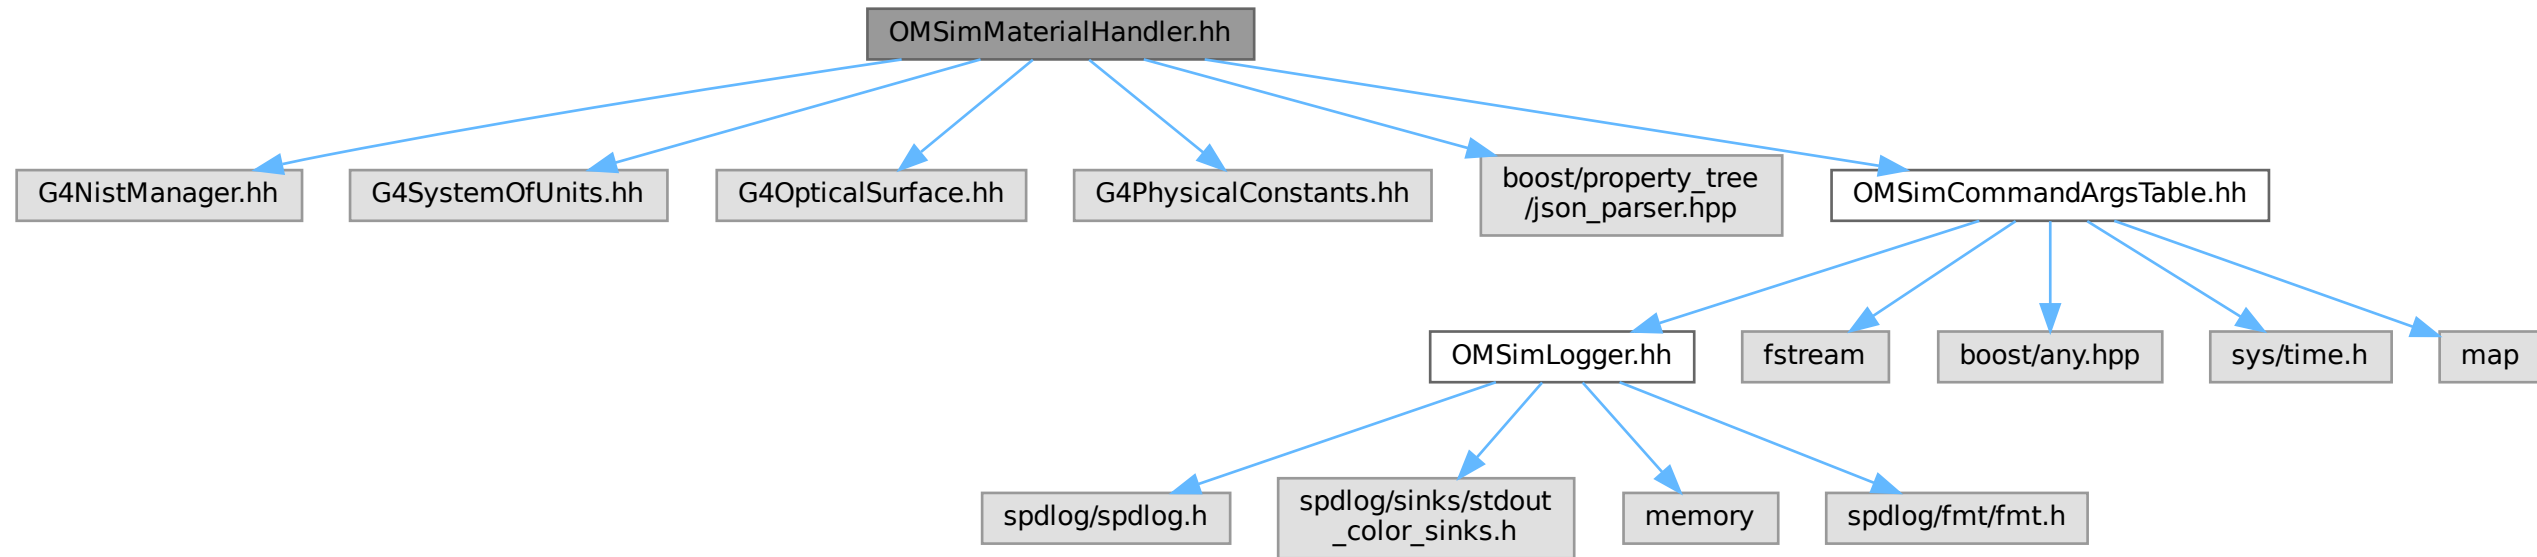 OMSimMaterialHandler.hh
G4NistManager.hh
G4SystemOfUnits.hh
G4OpticalSurface.hh
G4PhysicalConstants.hh
boost/property_tree
/json_parser.hpp
OMSimCommandArgsTable.hh
OMSimLogger.hh
fstream
boost/any.hpp
sys/time.h
map
spdlog/spdlog.h
spdlog/sinks/stdout
_color_sinks.h
memory
spdlog/fmt/fmt.h